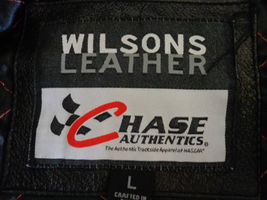 WILSONS
LEATHER
CHASE
AUTHENTICS®
The Authentic Trackside Apparel of NASCAR®
L
CRAFTED IN